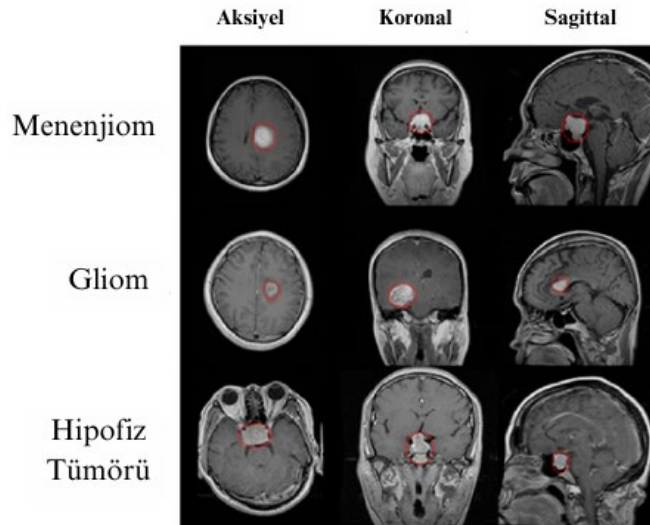 Aksiyel Koronal Sagittal
Menenjiom
Gliom
Hipofiz
Tümörü